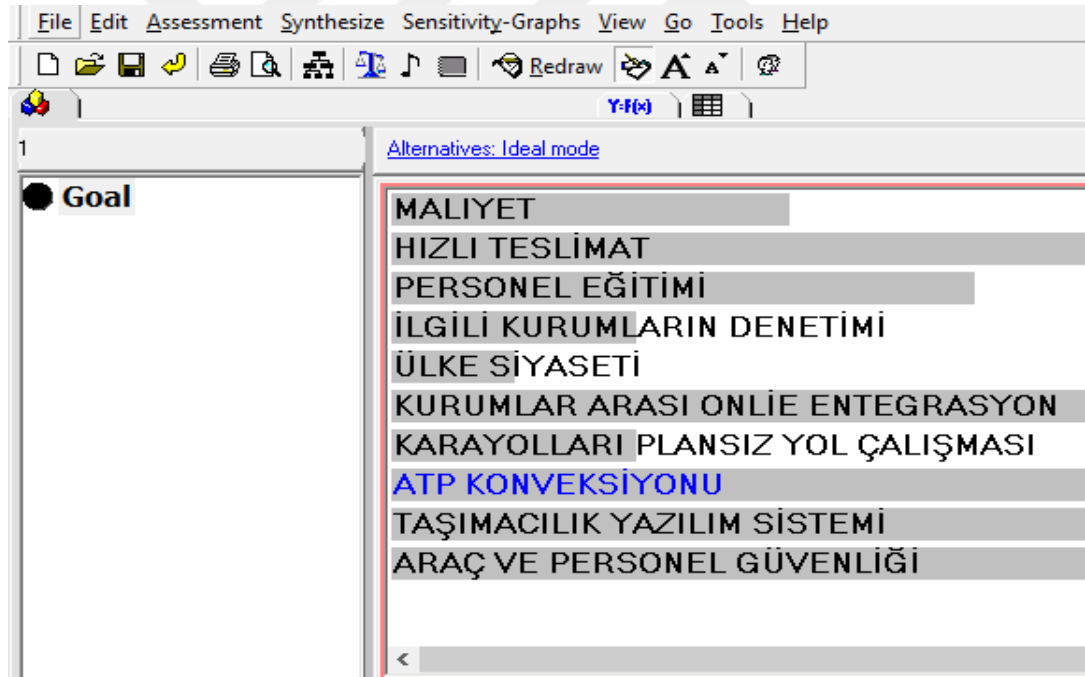 File Edit Assessment Synthesize Sensitivity-Graphs View Go Tools Help
Redraw A A
Y=F(x)
1 Alternatives: Ideal mode
Goal
MALIYET
HIZLI TESLİMAT
PERSONEL EĞİTİMİ
İLGİLİ KURUMLARIN DENETİMİ
ÜLKE SİYASETİ
KURUMLAR ARASI ONLİE ENTEGRASYON
KARAYOLLARI PLANSIZ YOL ÇALIŞMASI
ATP KONVEKSİYONU
TAŞIMACILIK YAZILIM SİSTEMİ
ARAÇ VE PERSONEL GÜVENLİĞİ